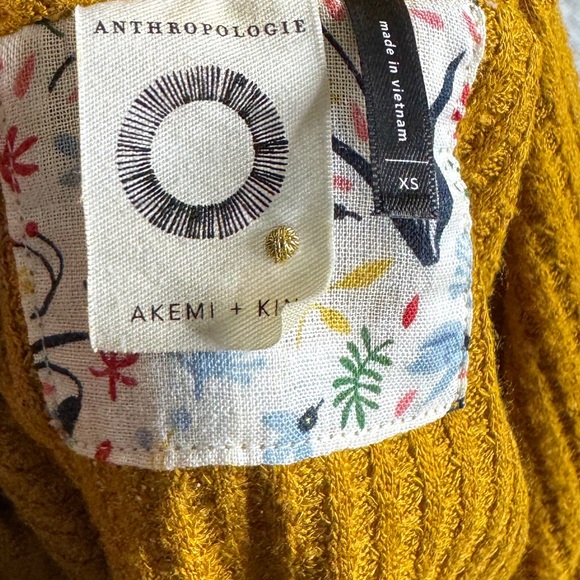 ANTHROPOLOGIE
AKEMI + KIN
made in vietnam
XS